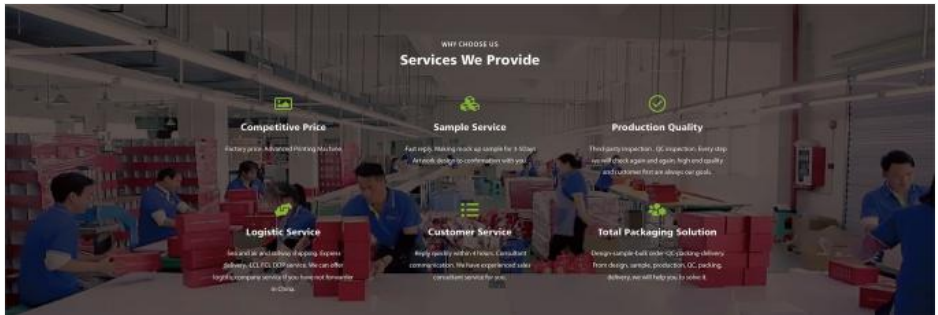 WHY CHOOSE US
Services We Provide
Competitive Price
Factory price. Advanced Printing Machine.
Sample Service
Fast reply. Making mock up sample for 3-5Days
Artwork design to confirmation with you.
Production Quality
Third party inspection . QC inspection. Every step
we will check again and again, high end quality
and customer first are always our goals.
Logistic Service
Sea and air and railway shipping. Express
delivery. LCL FCL DDP service. We can offer
logistic company service if you have not forwarder
in China.
Customer Service
Reply quickly within 4 hours. Consultant
communication. We have experienced sales
consultant service for you.
Total Packaging Solution
Design-sample-bulk order-QC-packing-delivery.
From design, sample, production, QC, packing,
delivery, we will help you to solve it.